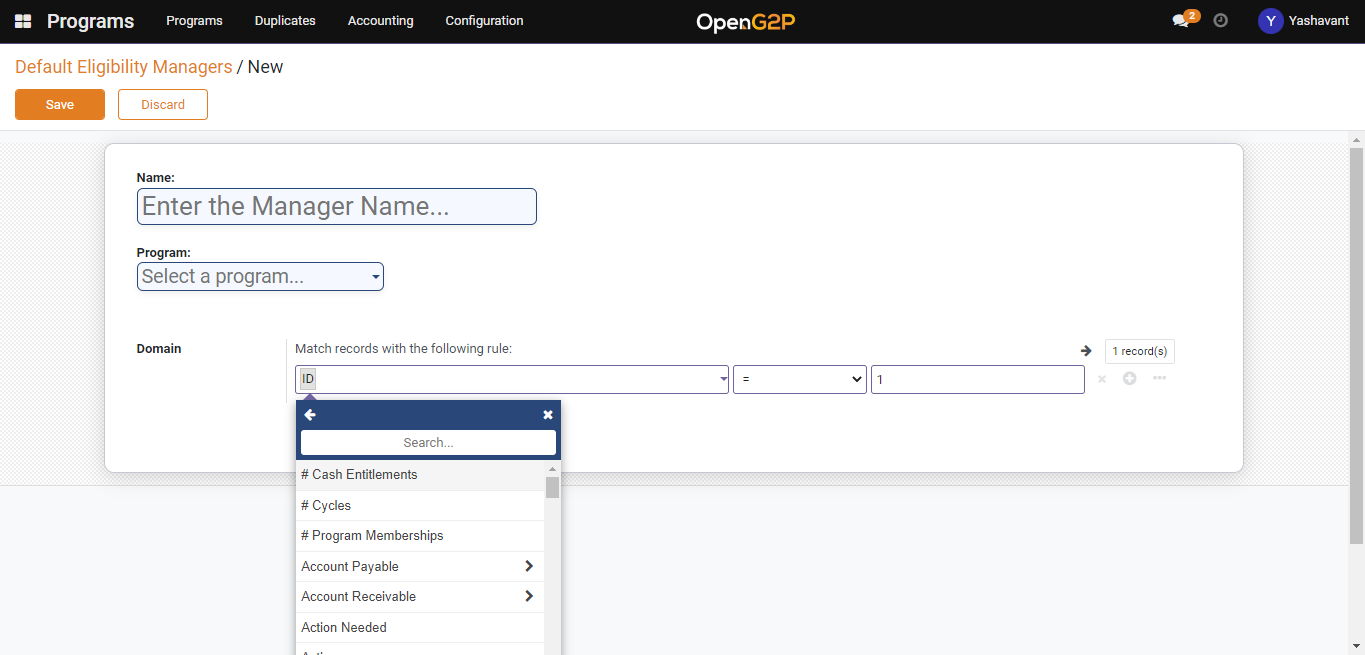 Programs Programs Duplicates Accounting Configuration OpenG2P 2 Y Yashavant
Default Eligibility Managers / New
Save Discard
Name:
Enter the Manager Name...
Program:
Select a program...
Domain Match records with the following rule: 1 record(s)
ID = 1
Search...
# Cash Entitlements
# Cycles
# Program Memberships
Account Payable
Account Receivable
Action Needed